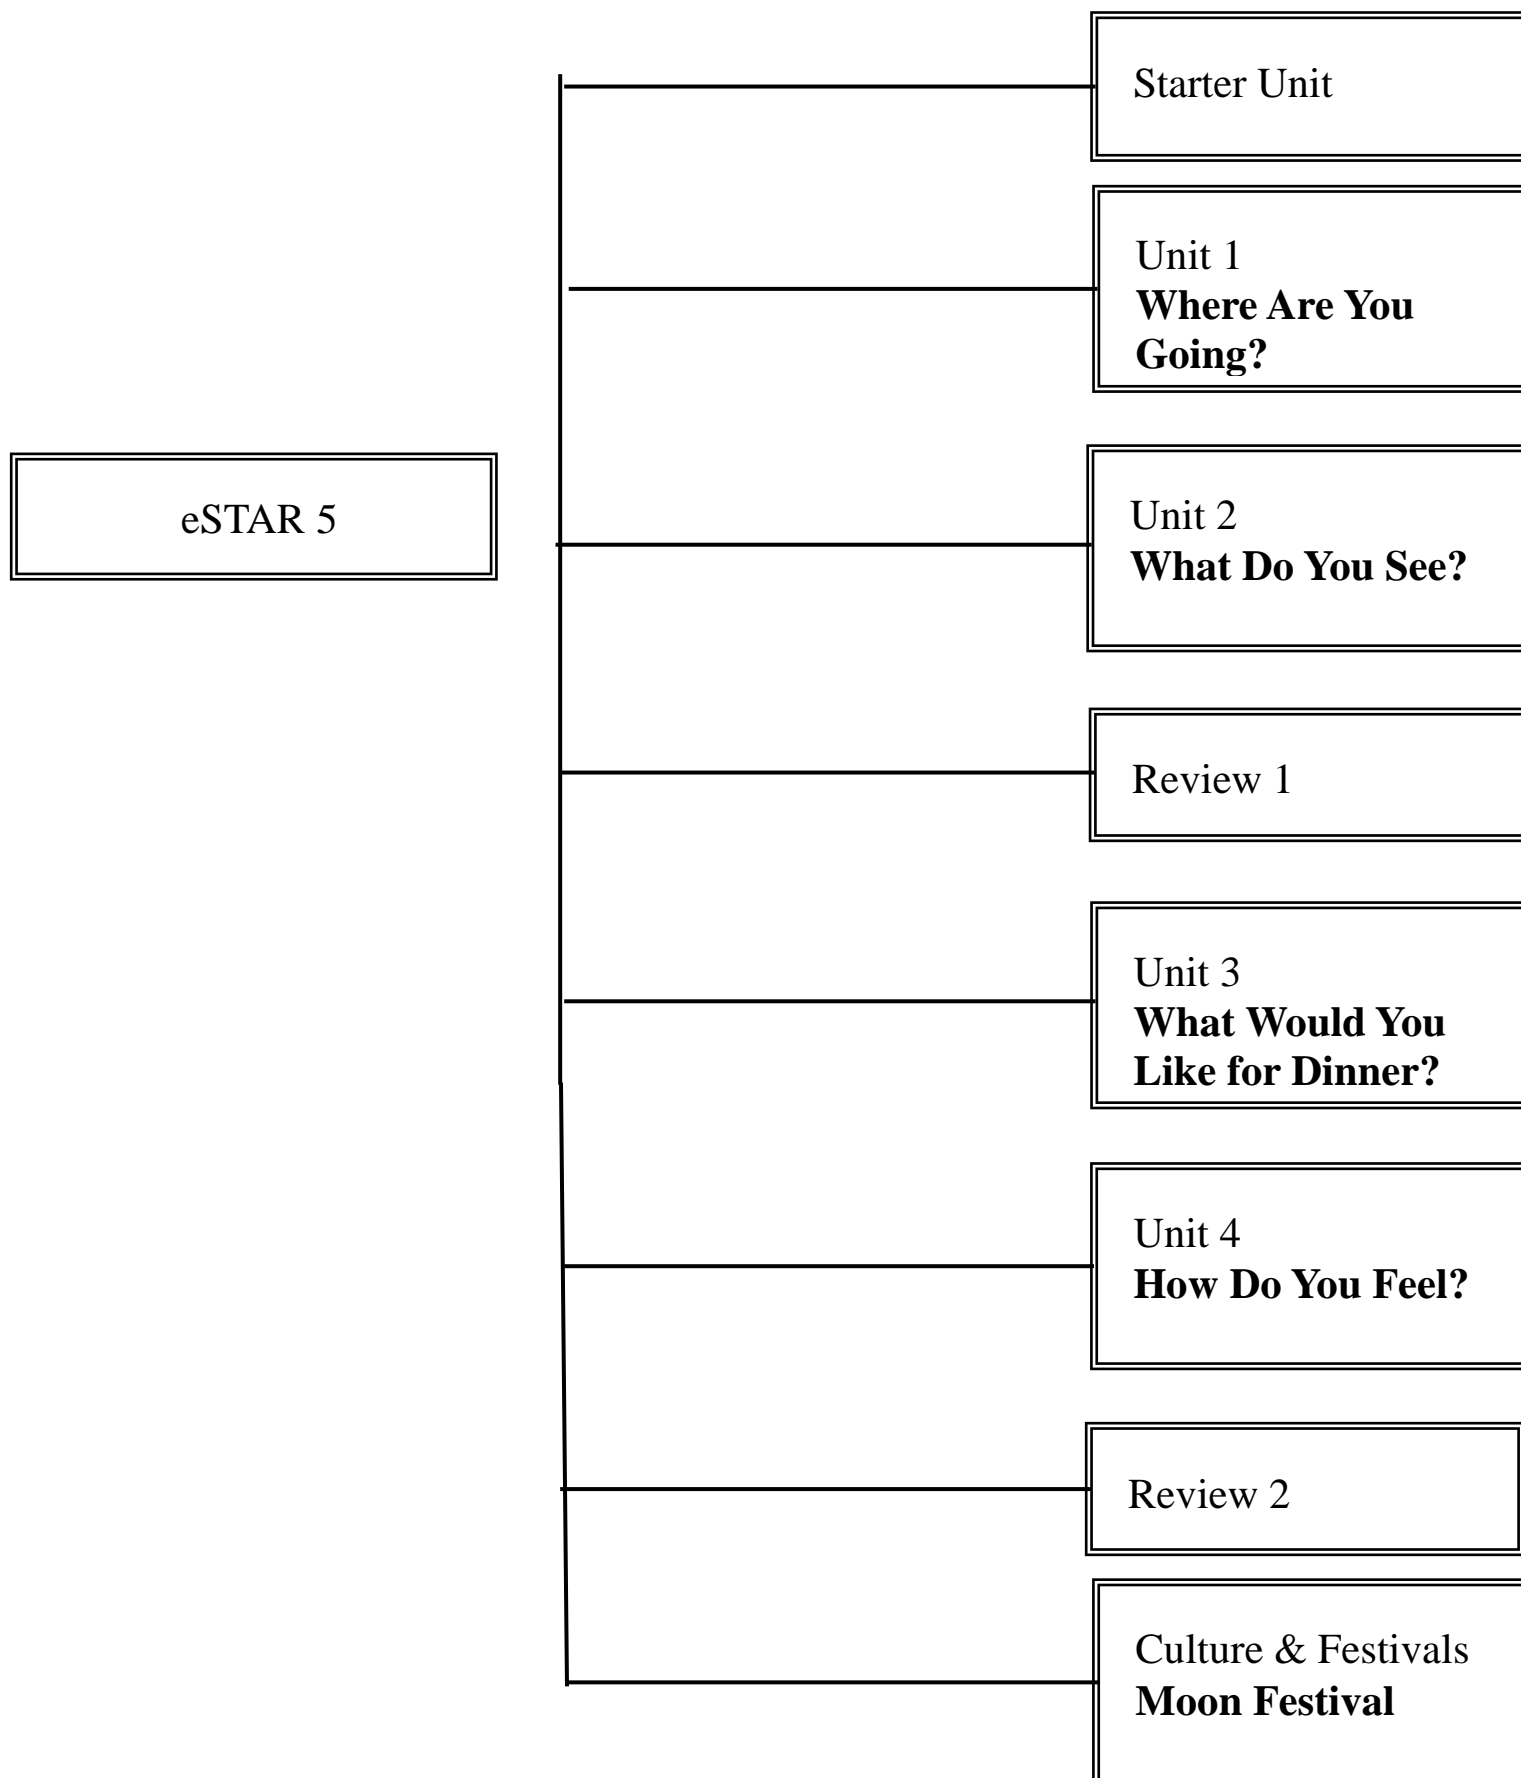 eSTAR 5
Starter Unit
Unit 1
Where Are You
Going?
Unit 2
What Do You See?
Review 1
Unit 3
What Would You
Like for Dinner?
Unit 4
How Do You Feel?
Review 2
Culture & Festivals
Moon Festival